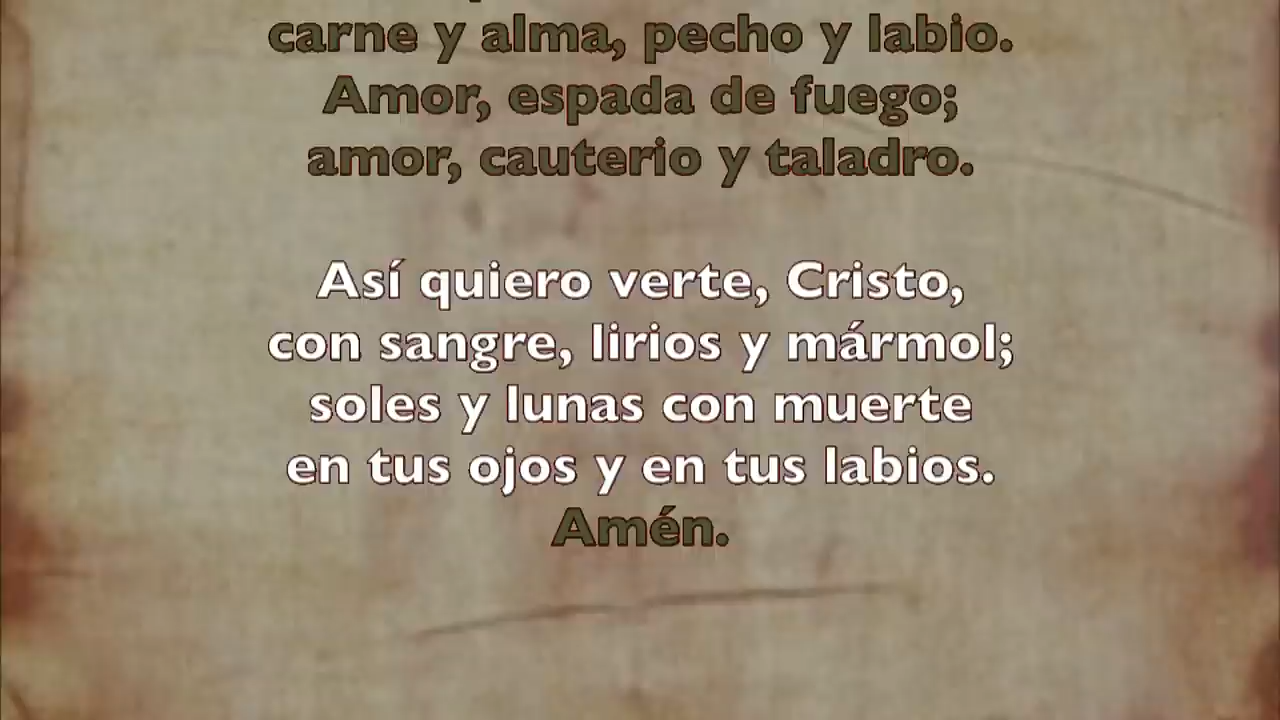 carne y alma, pecho y labio.
Amor, espada de fuego;
amor, cauterio y taladro.
Así quiero verte, Cristo,
con sangre, lirios y mármol;
soles y lunas con muerte
en tus ojos y en tus labios.
Amén.